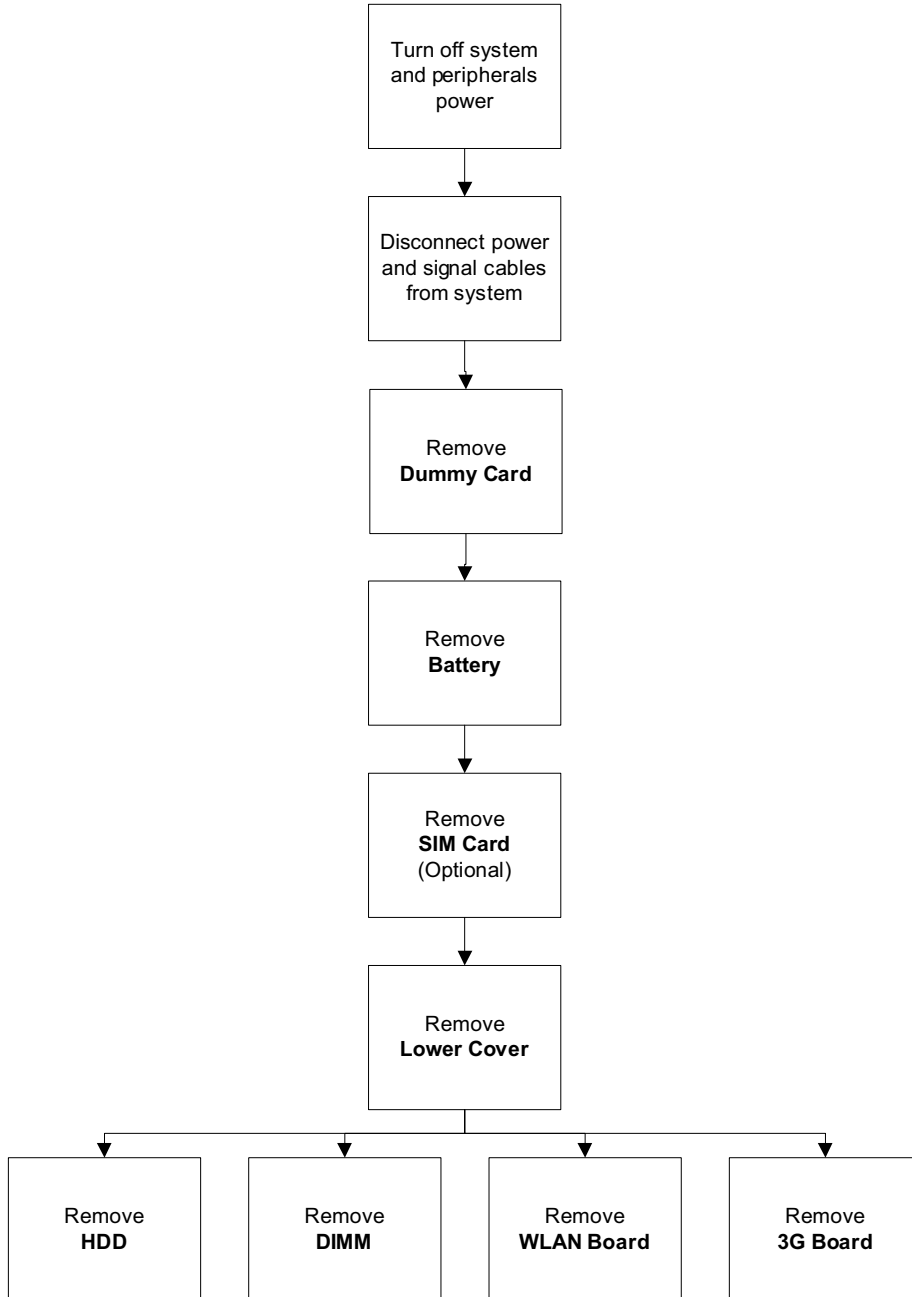 Turn off system
and peripherals
power
Disconnect power
and signal cables
from system
Remove
Dummy Card
Remove
Battery
Remove
SIM Card
(Optional)
Remove
Lower Cover
Remove
HDD
Remove
DIMM
Remove
WLAN Board
Remove
3G Board